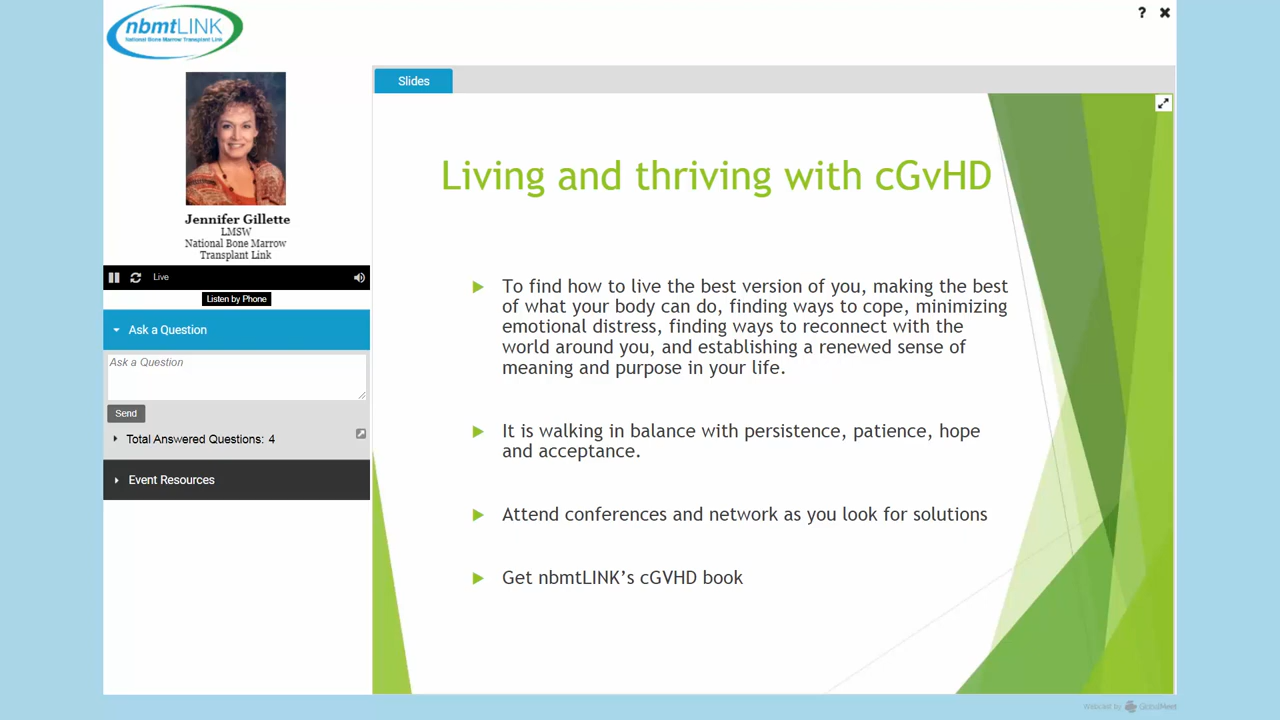 nbmtLINK
National Bone Marrow Transplant Link
? ×
Jennifer Gillette
LMSW
National Bone Marrow
Transplant Link
Live
Listen by Phone
Ask a Question
Ask a Question
Send
Total Answered Questions: 4
Event Resources
Slides
Living and thriving with cGvHD
To find how to live the best version of you, making the best
of what your body can do, finding ways to cope, minimizing
emotional distress, finding ways to reconnect with the
world around you, and establishing a renewed sense of
meaning and purpose in your life.
It is walking in balance with persistence, patience, hope
and acceptance.
Attend conferences and network as you look for solutions
Get nbmtLINK’s cGVHD book
Webcast by GlobalMeet